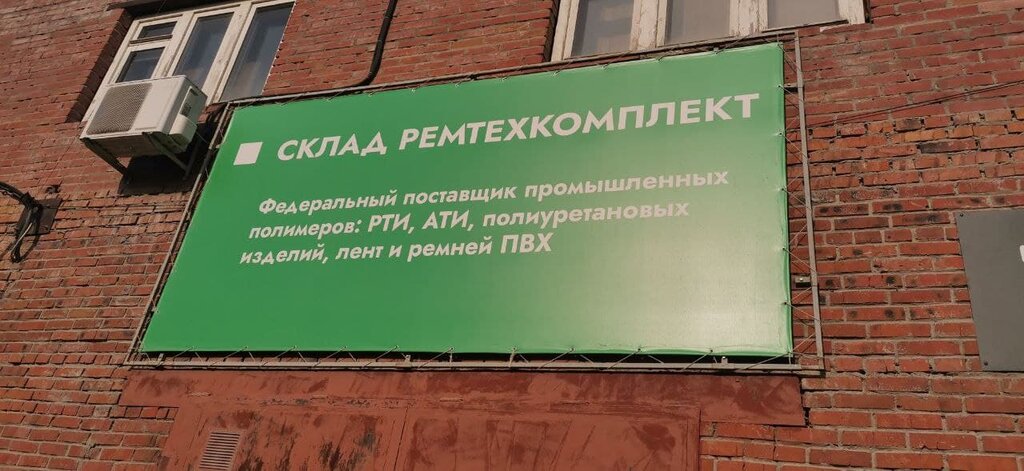 СКЛАД РЕМТЕХКОМПЛЕКТ
Федеральный поставщик промышленных
полимеров: РТИ, АТИ, полиуретановых
изделий, лент и ремней ПВХ